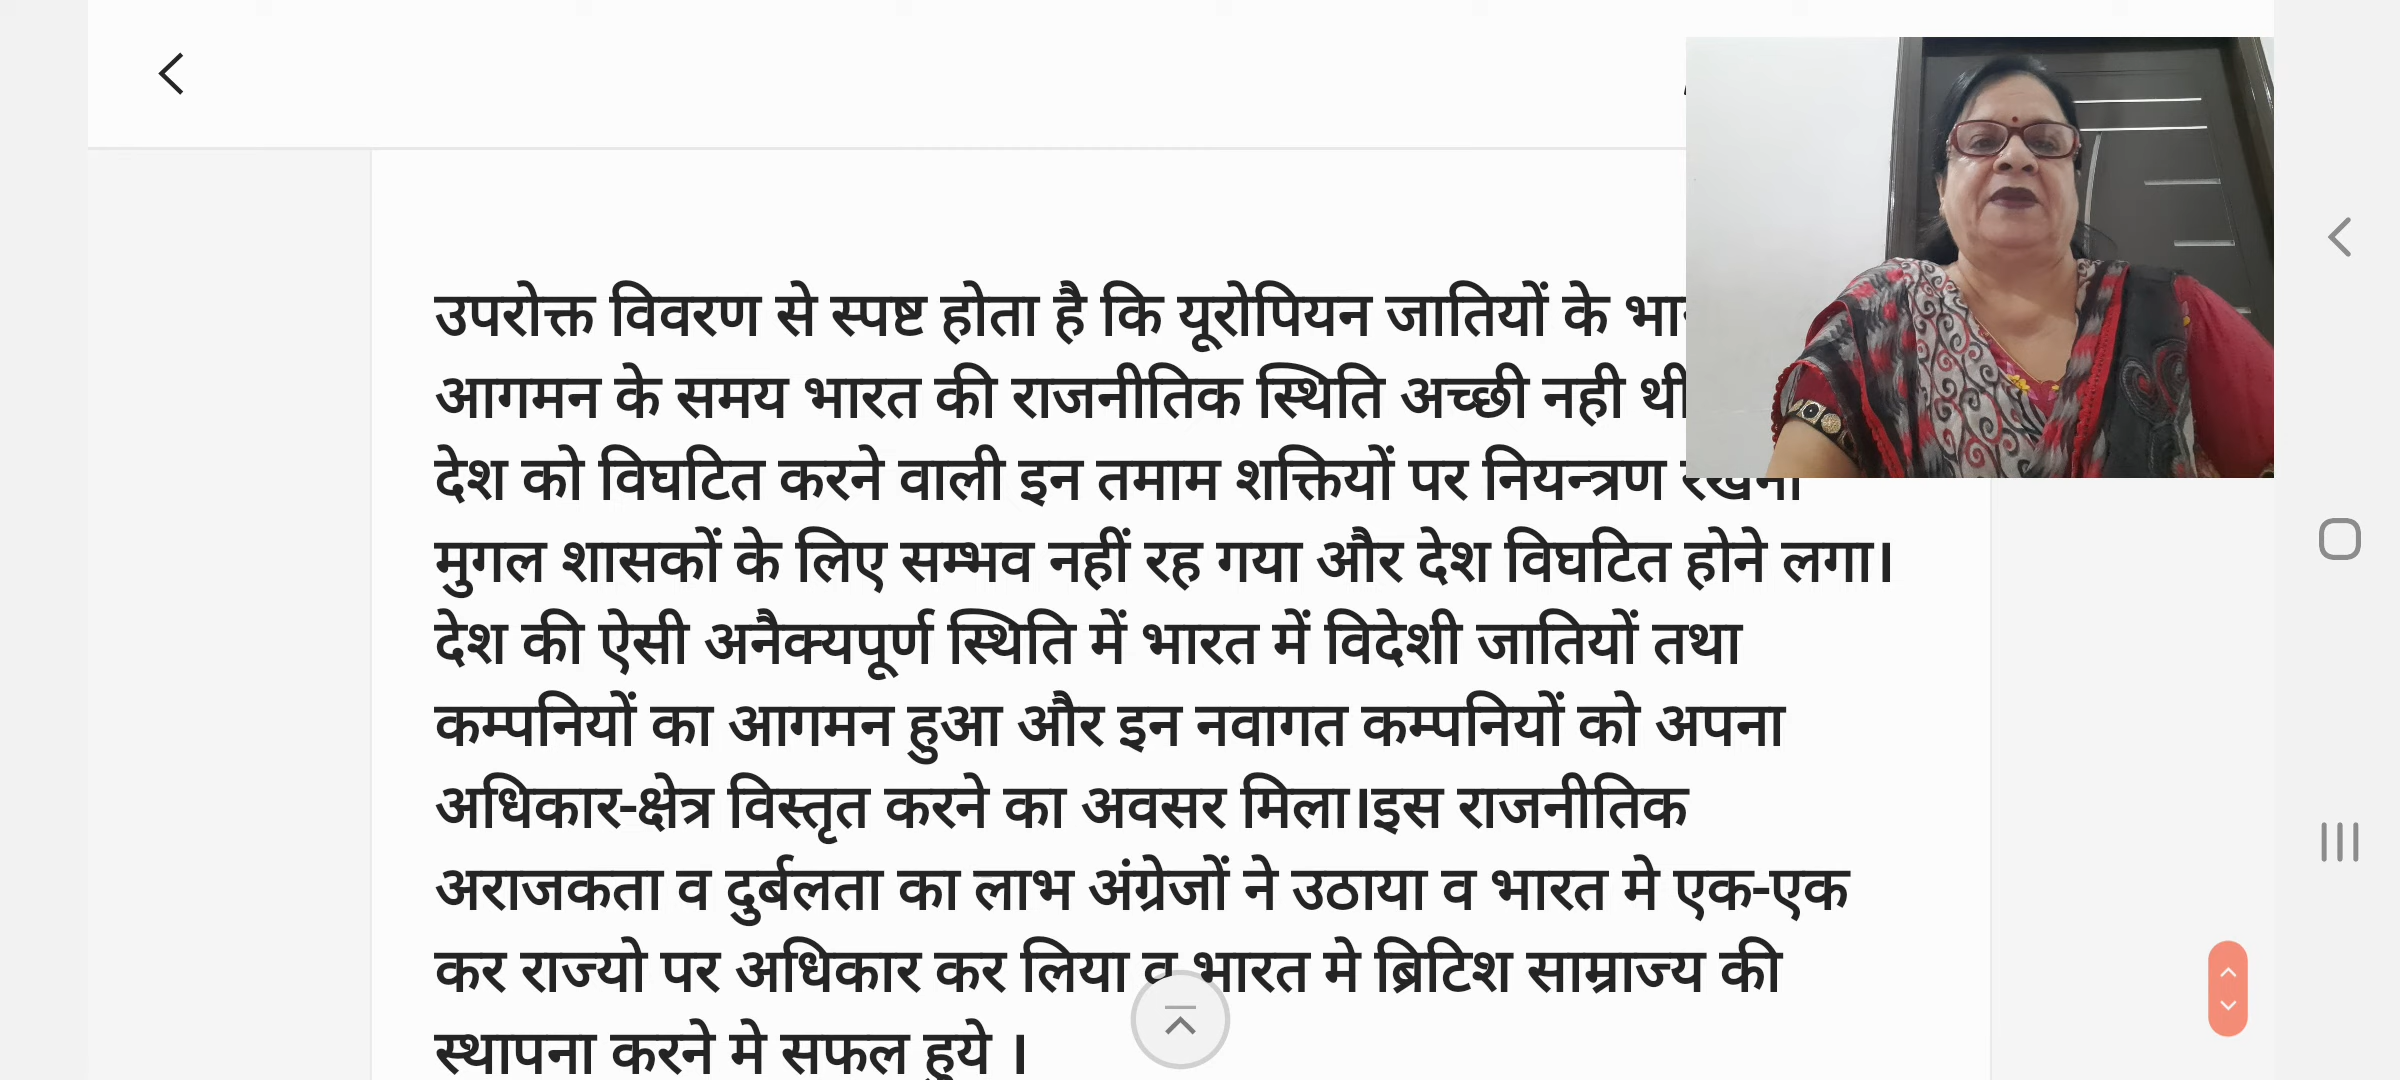 उपरोक्त विवरण से स्पष्ट होता है कि यूरोपियन जातियों के
आगमन के समय भारत की राजनीतिक स्थिति अच्छी नही थी
देश को विघटित करने वाली इन तमाम शक्तियों पर नियन्त्रण रखना
मुगल शासकों के लिए सम्भव नहीं रह गया और देश विघटित होने लगा।
देश की ऐसी अनैक्यपूर्ण स्थिति में भारत में विदेशी जातियों तथा
कम्पनियों का आगमन हुआ और इन नवागत कम्पनियों को अपना
अधिकार-क्षेत्र विस्तृत करने का अवसर मिला।इस राजनीतिक
अराजकता व दुर्बलता का लाभ अंग्रेजों ने उठाया व भारत मे एक-एक
कर राज्यो पर अधिकार कर लिया व भारत मे ब्रिटिश साम्राज्य की
स्थापना करने मे सफल हुये ।